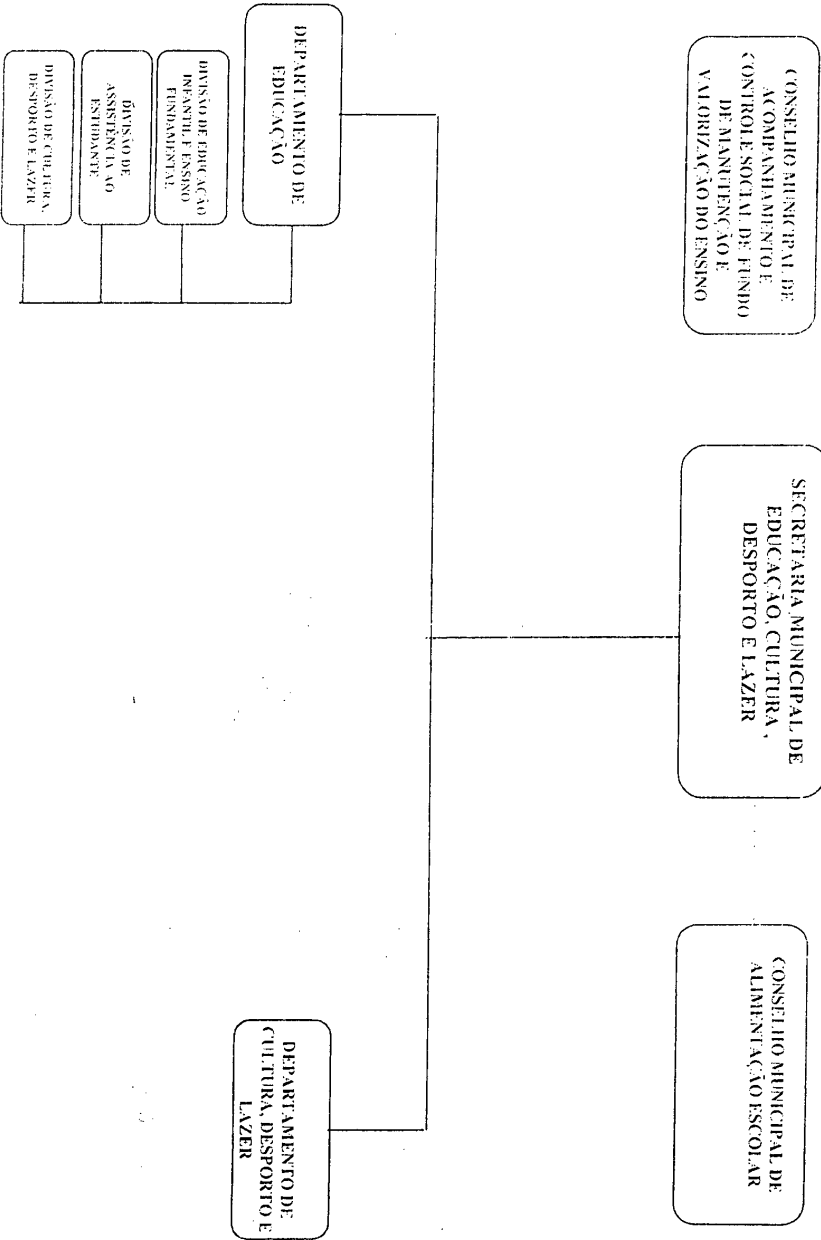 CONSELHO MUNICIPAL DE
ACOMPANHAMENTO E
CONTROLE SOCIAL DE FUNDO
DE MANUTENÇÃO E
VALORIZAÇÃO DO ENSINO
SECRETARIA MUNICIPAL DE
EDUCAÇÃO, CULTURA ,
DESPORTO E LAZER
CONSELHO MUNICIPAL DE
ALIMENTAÇÃO ESCOLAR
DEPARTAMENTO DE
EDUCAÇÃO
DIVISÃO DE EDUCAÇÃO
INFANTIL E ENSINO
FUNDAMENTAL
DIVISÃO DE
ASSISTÊNCIA AO
ESTUDANTE
DIVISÃO DE CULTURA,
DESPORTO E LAZER
DEPARTAMENTO DE
CULTURA, DESPORTO E
LAZER